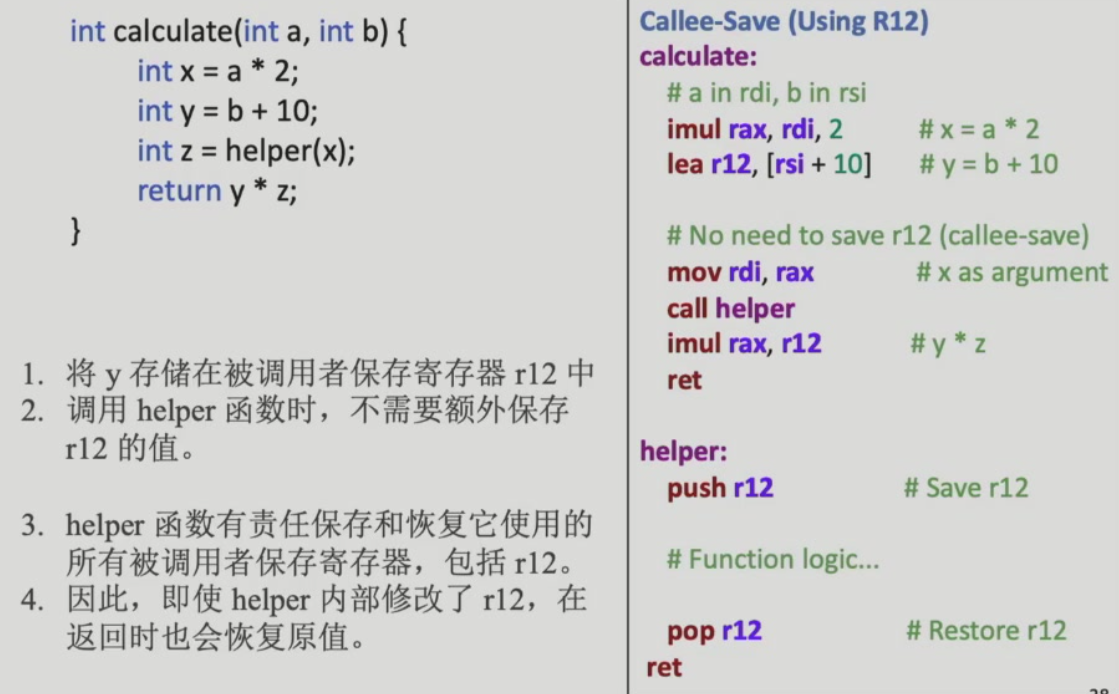 int calculate(int a, int b) {
int x = a * 2;
int y = b + 10;
int z = helper(x);
return y * z;
}
1. 将 y 存储在被调用者保存寄存器 r12 中
2. 调用 helper 函数时，不需要额外保存
r12 的值。
3. helper 函数有责任保存和恢复它使用的
所有被调用者保存寄存器，包括 r12。
4. 因此，即使 helper 内部修改了 r12，在
返回时也会恢复原值。
Callee-Save (Using R12)
calculate:
# a in rdi, b in rsi
imul rax, rdi, 2 # x = a * 2
lea r12, [rsi + 10] # y = b + 10
# No need to save r12 (callee-save)
mov rdi, rax # x as argument
call helper
imul rax, r12 # y * z
ret
helper:
push r12 # Save r12
# Function logic...
pop r12 # Restore r12
ret